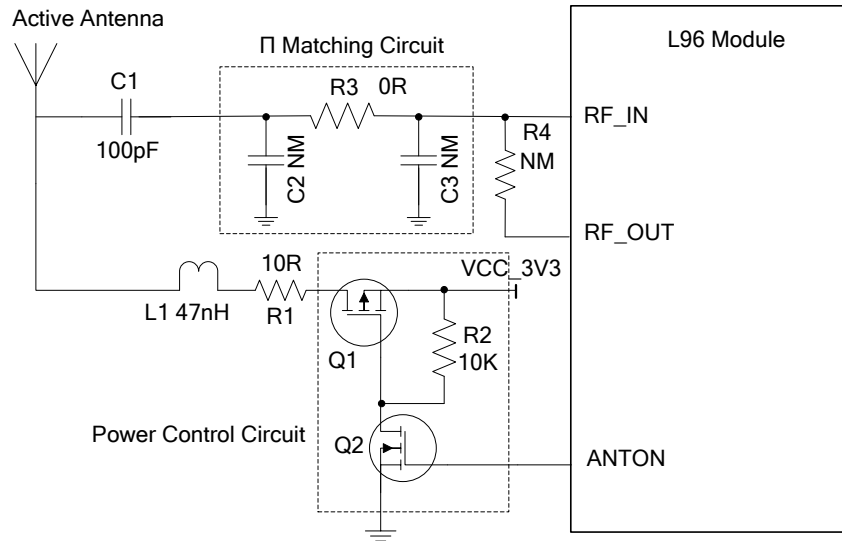 Active Antenna
Π Matching Circuit
L96 Module
C1
100pF
R3 0R
C2 NM
C3 NM
R4
NM
RF_IN
RF_OUT
10R
R1
L1 47nH
VCC_3V3
Q1
R2
10K
Power Control Circuit
Q2
ANTON